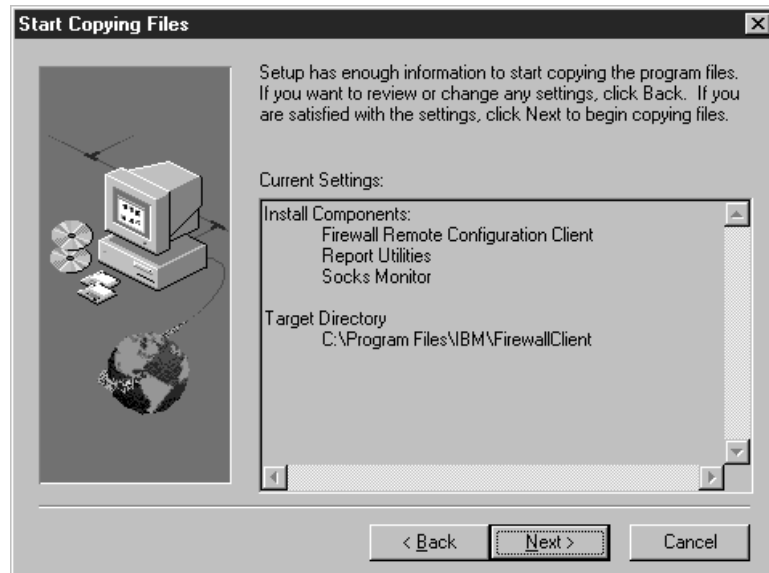 Start Copying Files
Setup has enough information to start copying the program files.
If you want to review or change any settings, click Back. If you
are satisfied with the settings, click Next to begin copying files.
Current Settings:
Install Components:
Firewall Remote Configuration Client
Report Utilities
Socks Monitor
Target Directory
C:\Program Files\IBM\FirewallClient
< Back
Next >
Cancel